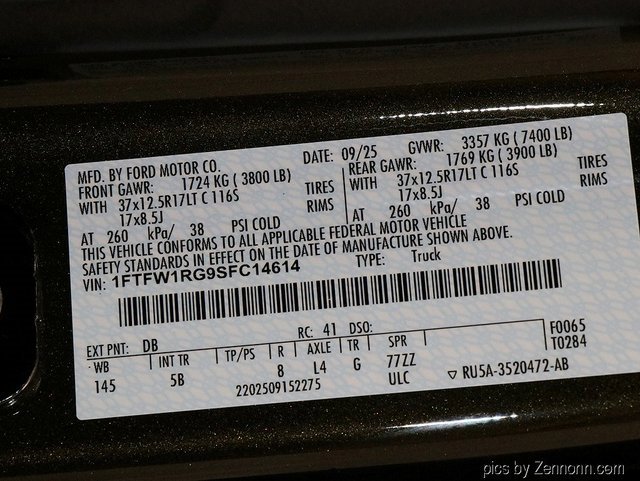 MFD. BY FORD MOTOR CO. DATE: 09/25 GVWR: 3357 KG ( 7400 LB)
FRONT GAWR: 1724 KG ( 3800 LB) REAR GAWR: 1769 KG ( 3900 LB)
WITH 37x12.5R17LT C 116S TIRES WITH 37x12.5R17LT C 116S TIRES
17x8.5J RIMS 17x8.5J RIMS
AT 260 kPa/ 38 PSI COLD AT 260 kPa/ 38 PSI COLD
THIS VEHICLE CONFORMS TO ALL APPLICABLE FEDERAL MOTOR VEHICLE
SAFETY STANDARDS IN EFFECT ON THE DATE OF MANUFACTURE SHOWN ABOVE.
VIN: 1FTFW1RG9SFC14614 TYPE: Truck
EXT PNT: DB RC: 41 DSO:
WB INT TR TP/PS R AXLE TR SPR F0065
145 5B 8 L4 G 77ZZ T0284
2202509152275 ULC ▽ RU5A-3520472-AB
pics by Zennonn.com